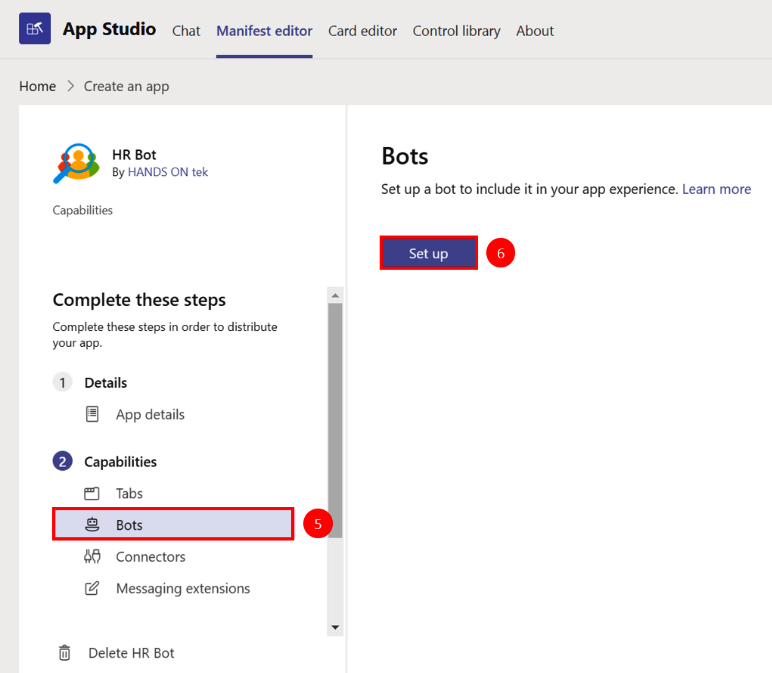 App Studio Chat Manifest editor Card editor Control library About
Home > Create an app
HR Bot
By HANDS ON tek
Capabilities
Complete these steps
Complete these steps in order to distribute
your app.
1 Details
App details
2 Capabilities
Tabs
Bots 5
Connectors
Messaging extensions
Delete HR Bot
Bots
Set up a bot to include it in your app experience. Learn more
Set up 6